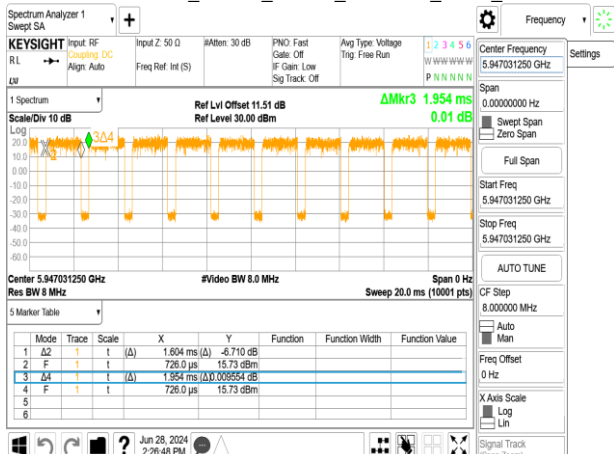 Spectrum Analyzer 1
Swept SA
+
Frequency
KEYSIGHT
RL
Input: RF
Coupling: DC
Align: Auto
Input Z: 50 Ω
Freq Ref: Int (S)
#Atten: 30 dB
PNO: Fast
Gate: Off
IF Gain: Low
Sig Track: Off
Avg Type: Voltage
Trig: Free Run
1 2 3 4 5 6
W W W W W W
P N N N N N
Center Frequency
5.947031250 GHz
Settings
Span
0.00000000 Hz
Swept Span
Zero Span
Full Span
Start Freq
5.947031250 GHz
Stop Freq
5.947031250 GHz
AUTO TUNE
CF Step
8.000000 MHz
Auto
Man
Freq Offset
0 Hz
X Axis Scale
Log
Lin
Signal Track
1 Spectrum
Scale/Div 10 dB
Ref Lvl Offset 11.51 dB
Ref Level 30.00 dBm
ΔMkr3 1.954 ms
0.01 dB
Log
20.0
10.0
0.00
-10.0
-20.0
-30.0
-40.0
-50.0
-60.0
3Δ4
Center 5.947031250 GHz
Res BW 8 MHz
#Video BW 8.0 MHz
Span 0 Hz
Sweep 20.0 ms (10001 pts)
5 Marker Table
Mode Trace Scale X Y Function Function Width Function Value
1 Δ2 1 t (Δ) 1.604 ms (Δ) -6.710 dB
2 F 1 t 726.0 µs 15.73 dBm
3 Δ4 1 t (Δ) 1.954 ms (Δ) 0.009554 dB
4 F 1 t 726.0 µs 15.73 dBm
5
6
?
Jun 28, 2024
2:26:48 PM